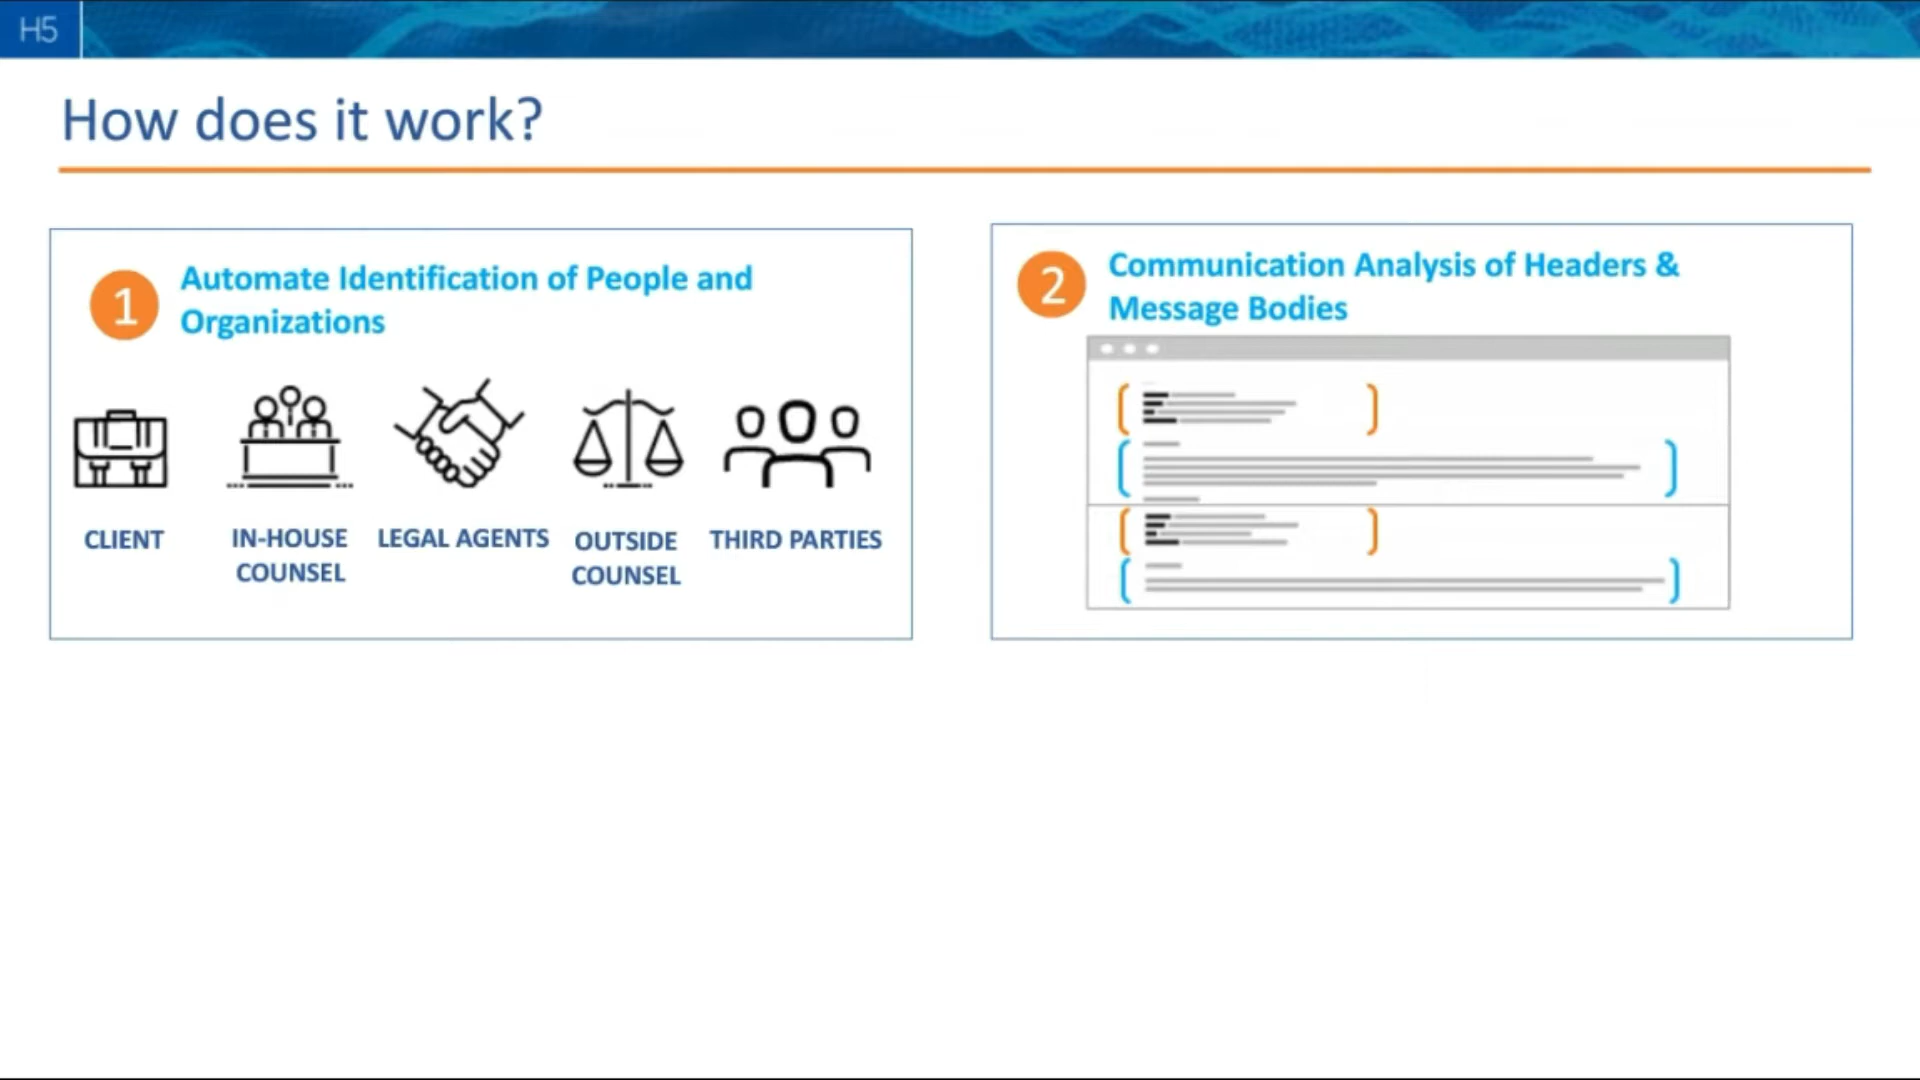 H5
How does it work?
1
Automate Identification of People and
Organizations
CLIENT
IN-HOUSE
COUNSEL
LEGAL AGENTS
OUTSIDE
COUNSEL
THIRD PARTIES
2
Communication Analysis of Headers &
Message Bodies